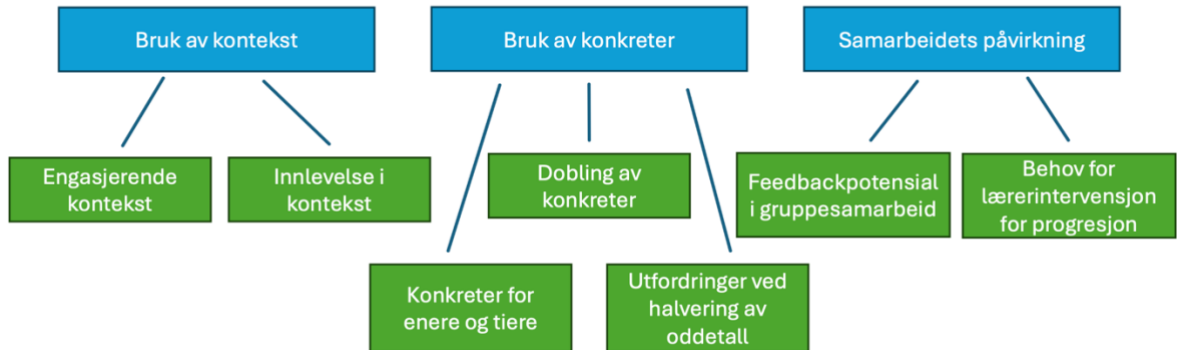 Bruk av kontekst
Bruk av konkreter
Samarbeidets påvirkning
Engasjerende
kontekst
Innlevelse i
kontekst
Dobling av
konkreter
Feedbackpotensial
i gruppesamarbeid
Behov for
lærerintervensjon
for progresjon
Konkreter for
enere og tiere
Utfordringer ved
halvering av
oddetall